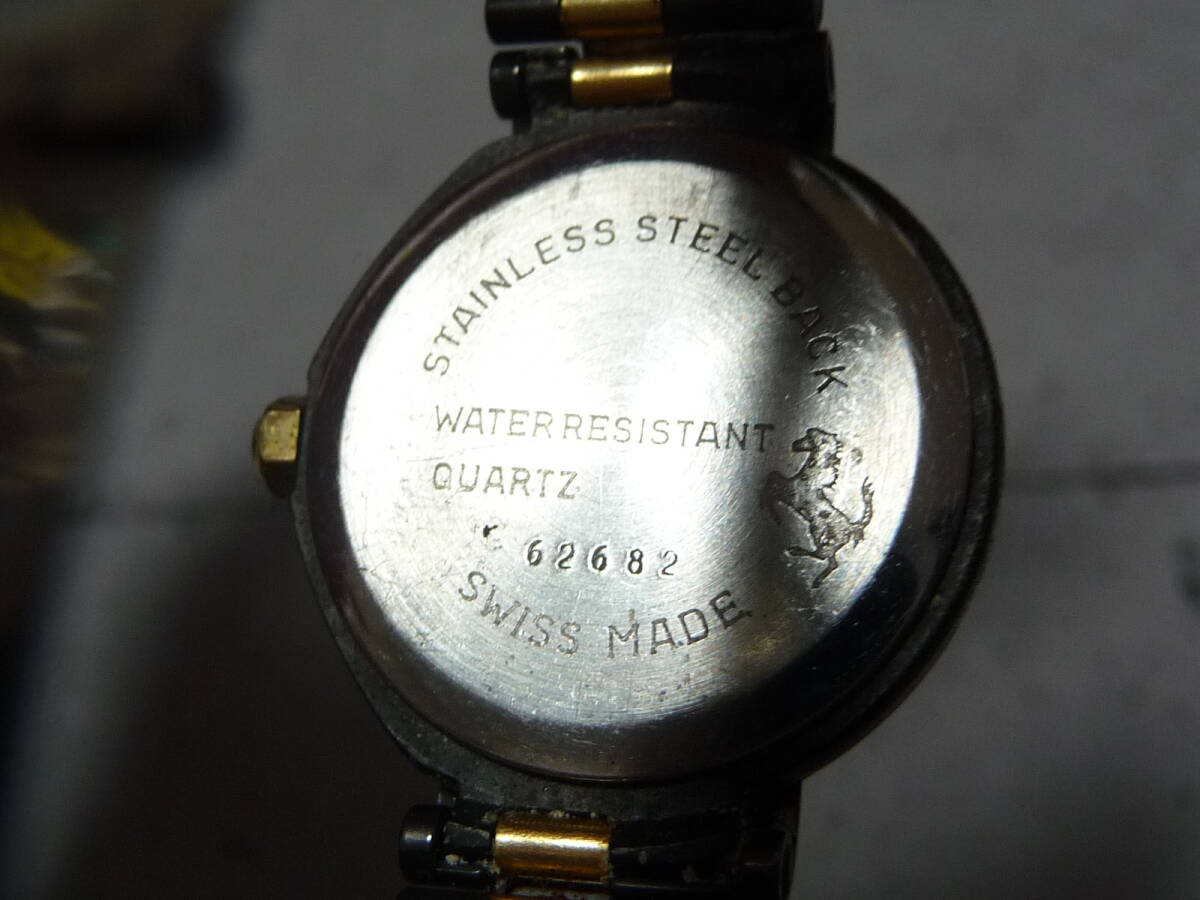 STAINLESS STEEL BACK
WATER RESISTANT
QUARTZ
62682
SWISS MADE